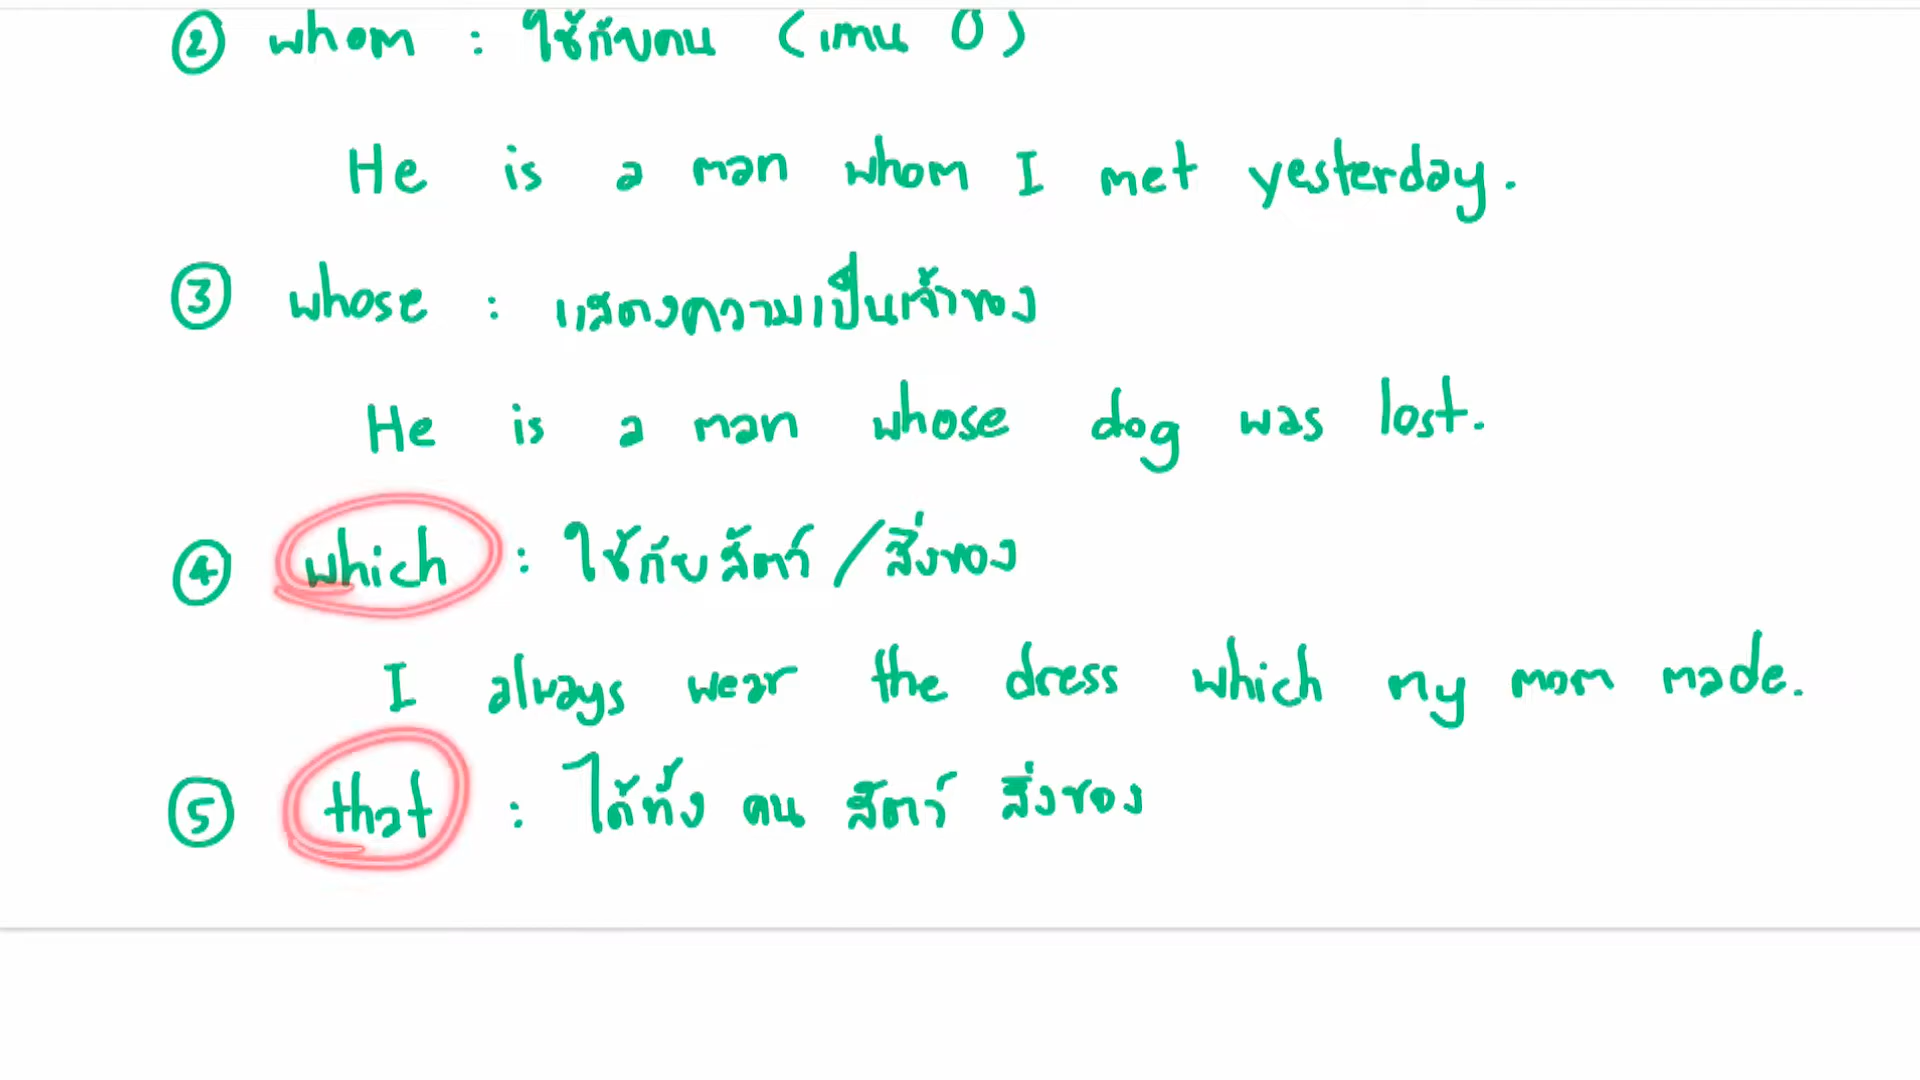 ② whom : ใช้กับคน (แทน O)
He is a man whom I met yesterday.
③ whose : แสดงความเป็นเจ้าของ
He is a man whose dog was lost.
④ which : ใช้กับสัตว์ / สิ่งของ
I always wear the dress which my mom made.
⑤ that : ได้ทั้ง คน สัตว์ สิ่งของ